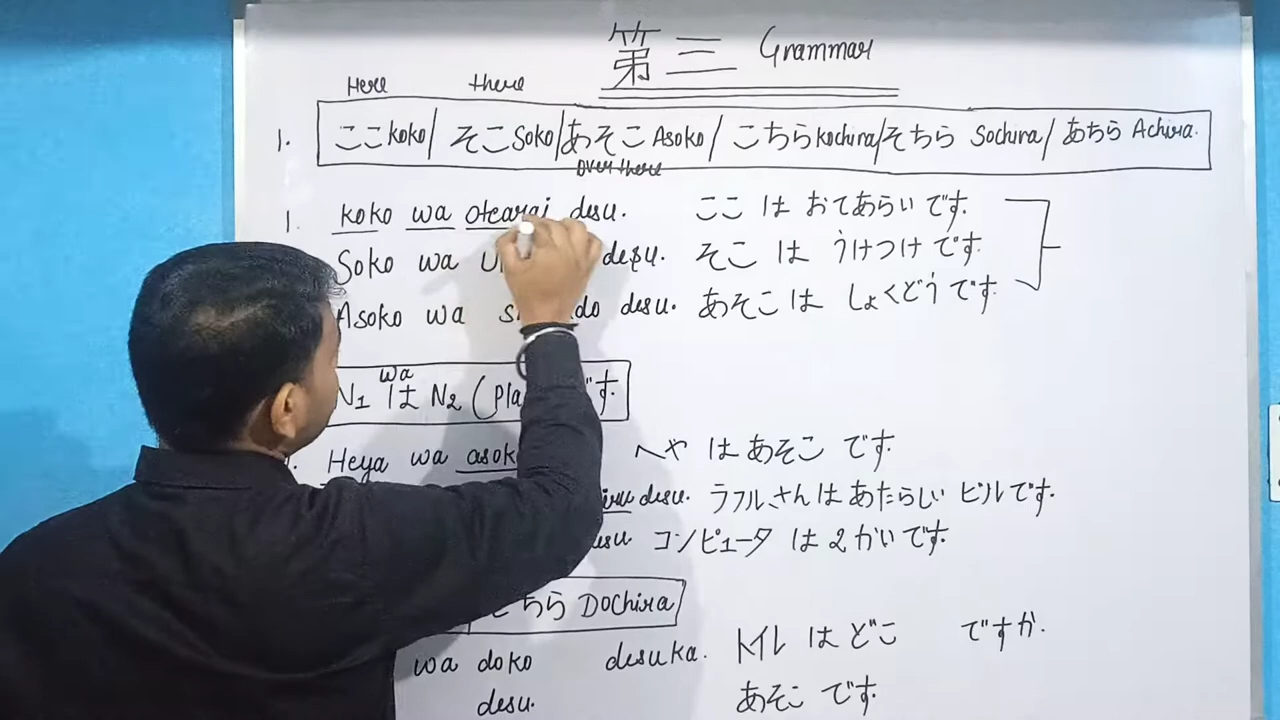 第三 Grammar
Here there
1. ここ koko/ そこ Soko/ あそこ Asoko/ こちら kochira/ そちら Sochira/ あちら Achira.
over there
1. koko wa otearai desu. ここ は おてあらい です.
Soko wa desu. そこ は うけつけ です.
Asoko wa do desu. あそこ は しょくどう です.
wa
N1 は N2 (pla す
Heya wa asok へや は あそこ です.
desu. ラフルさん は あたらしい ビル です.
コンピュータ は 2 かい です.
ちら Dochira
wa doko desuka. トイレ は どこ ですか.
desu. あそこ です.